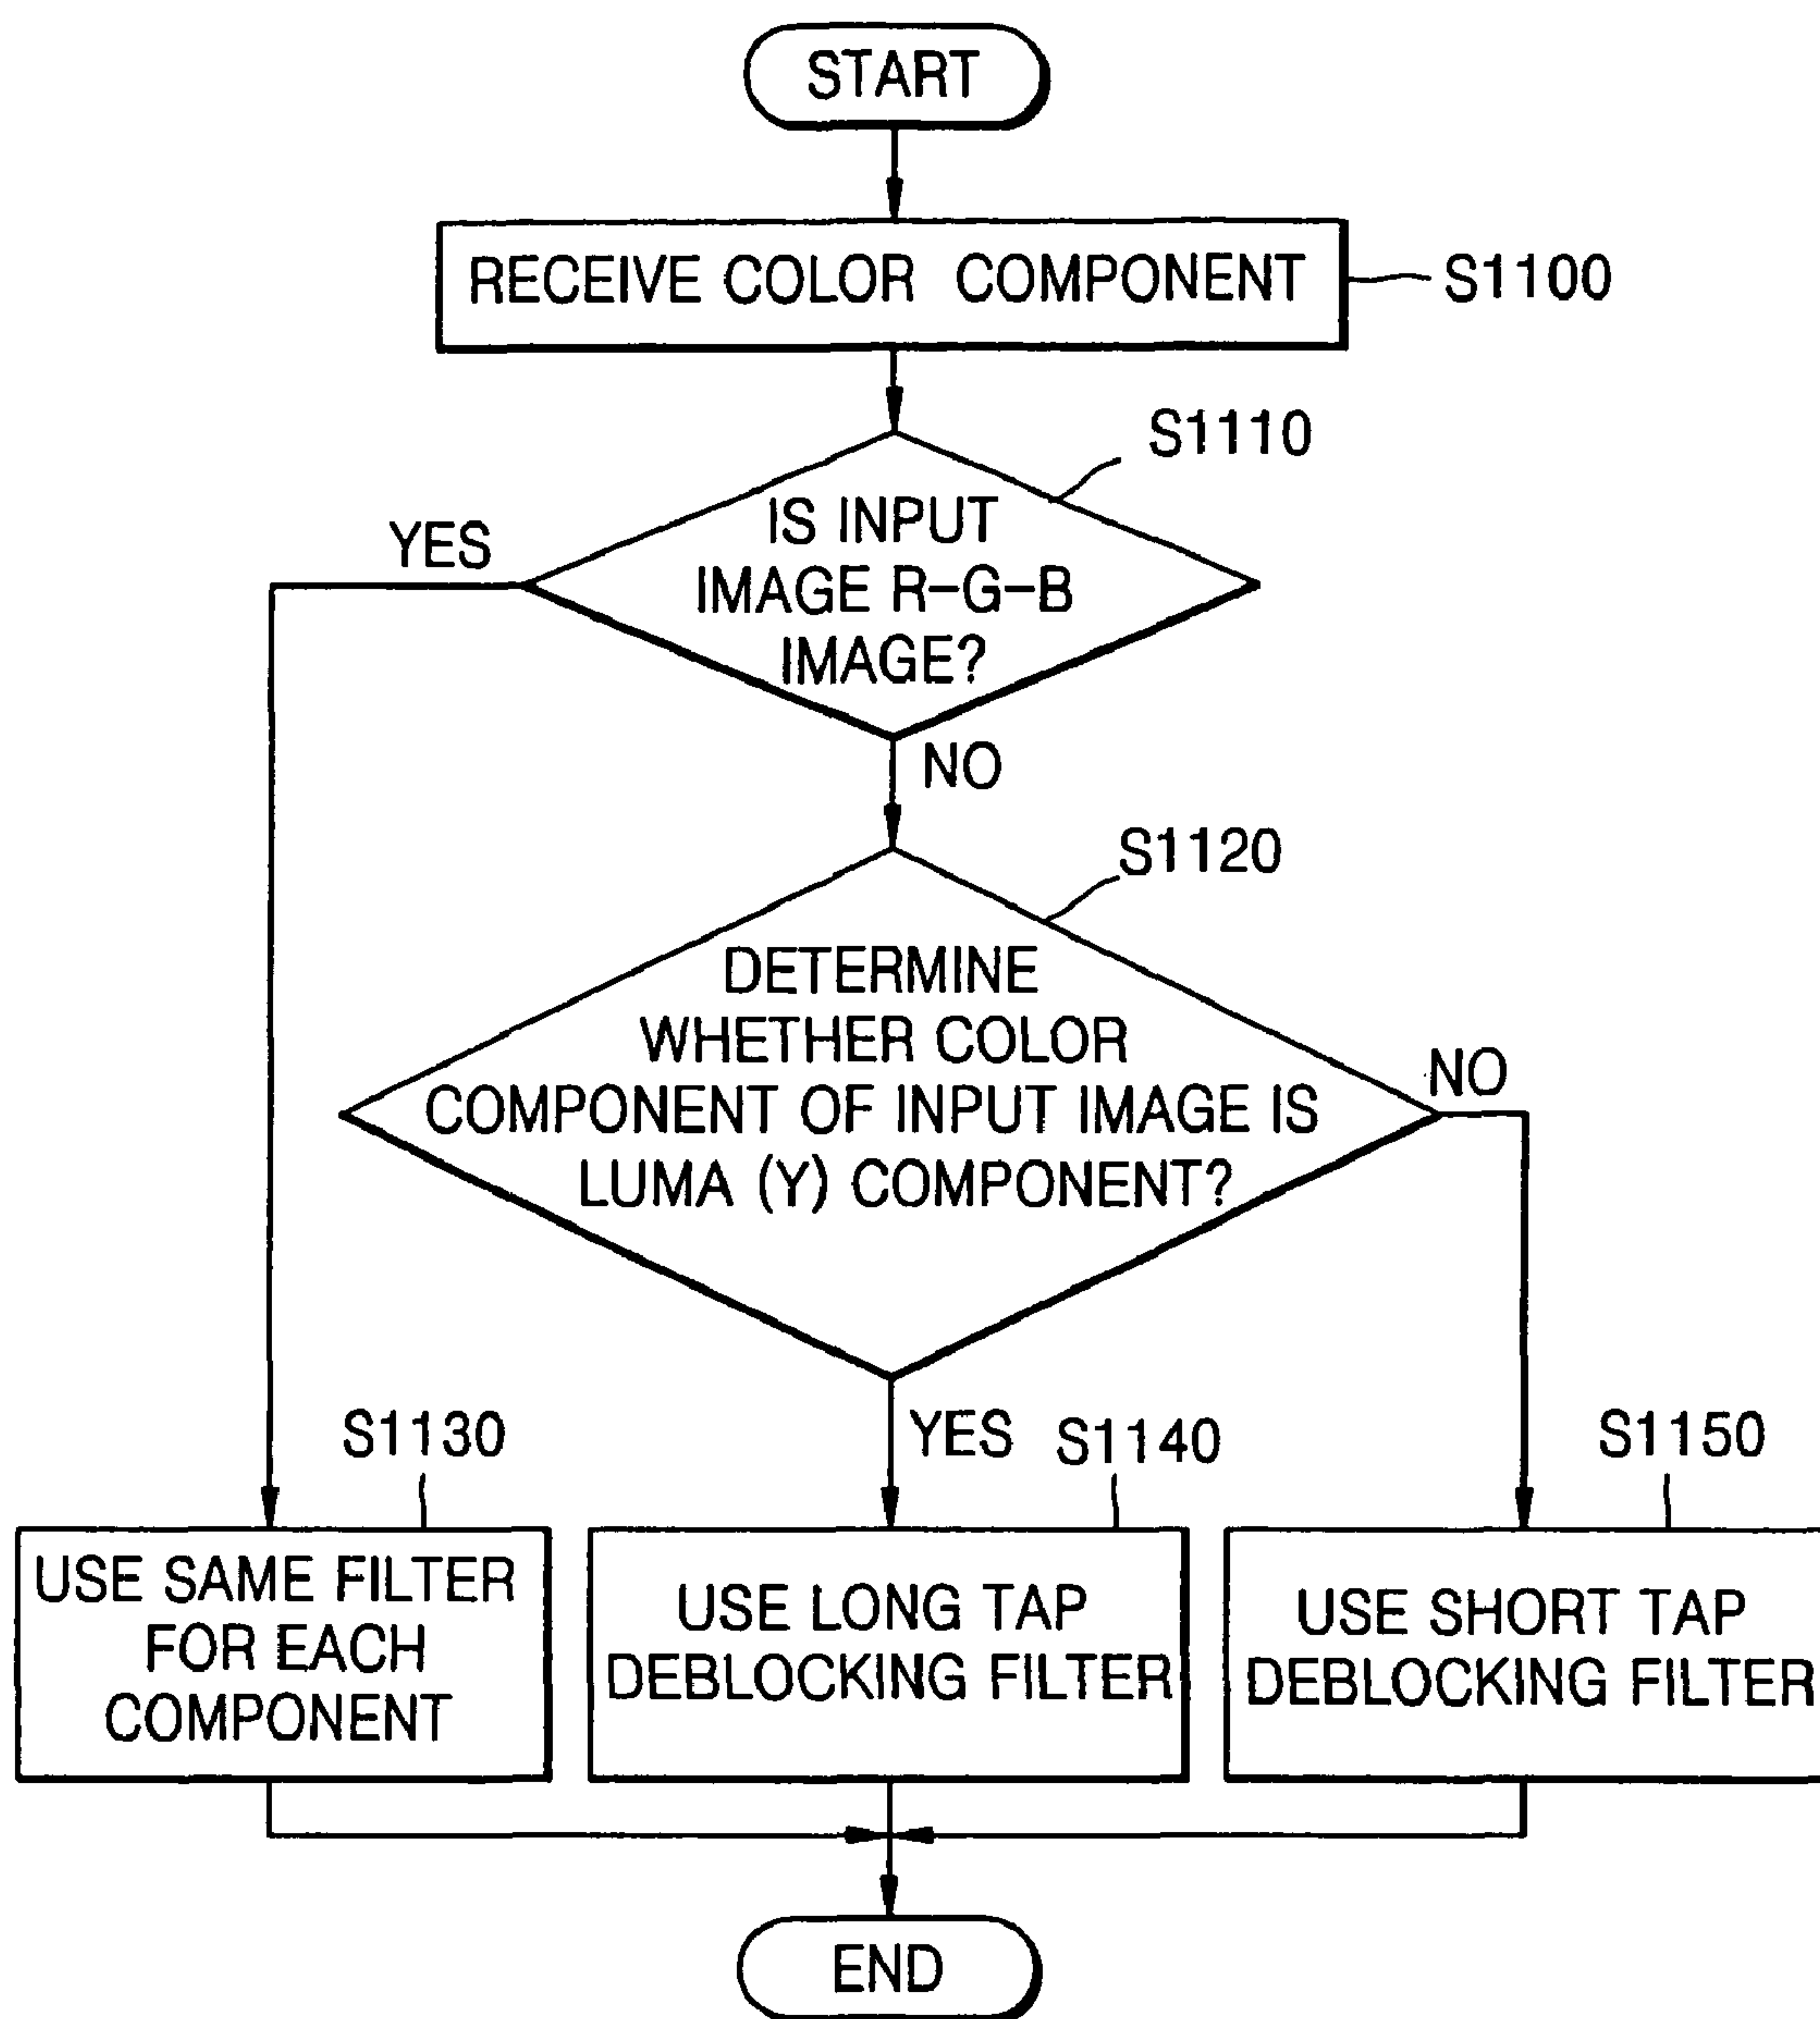 START
RECEIVE COLOR COMPONENT
S1100
S1110
IS INPUT
IMAGE R-G-B
IMAGE?
YES
NO
S1120
DETERMINE
WHETHER COLOR
COMPONENT OF INPUT IMAGE IS
LUMA (Y) COMPONENT?
NO
YES
S1130
USE SAME FILTER
FOR EACH
COMPONENT
S1140
USE LONG TAP
DEBLOCKING FILTER
S1150
USE SHORT TAP
DEBLOCKING FILTER
END